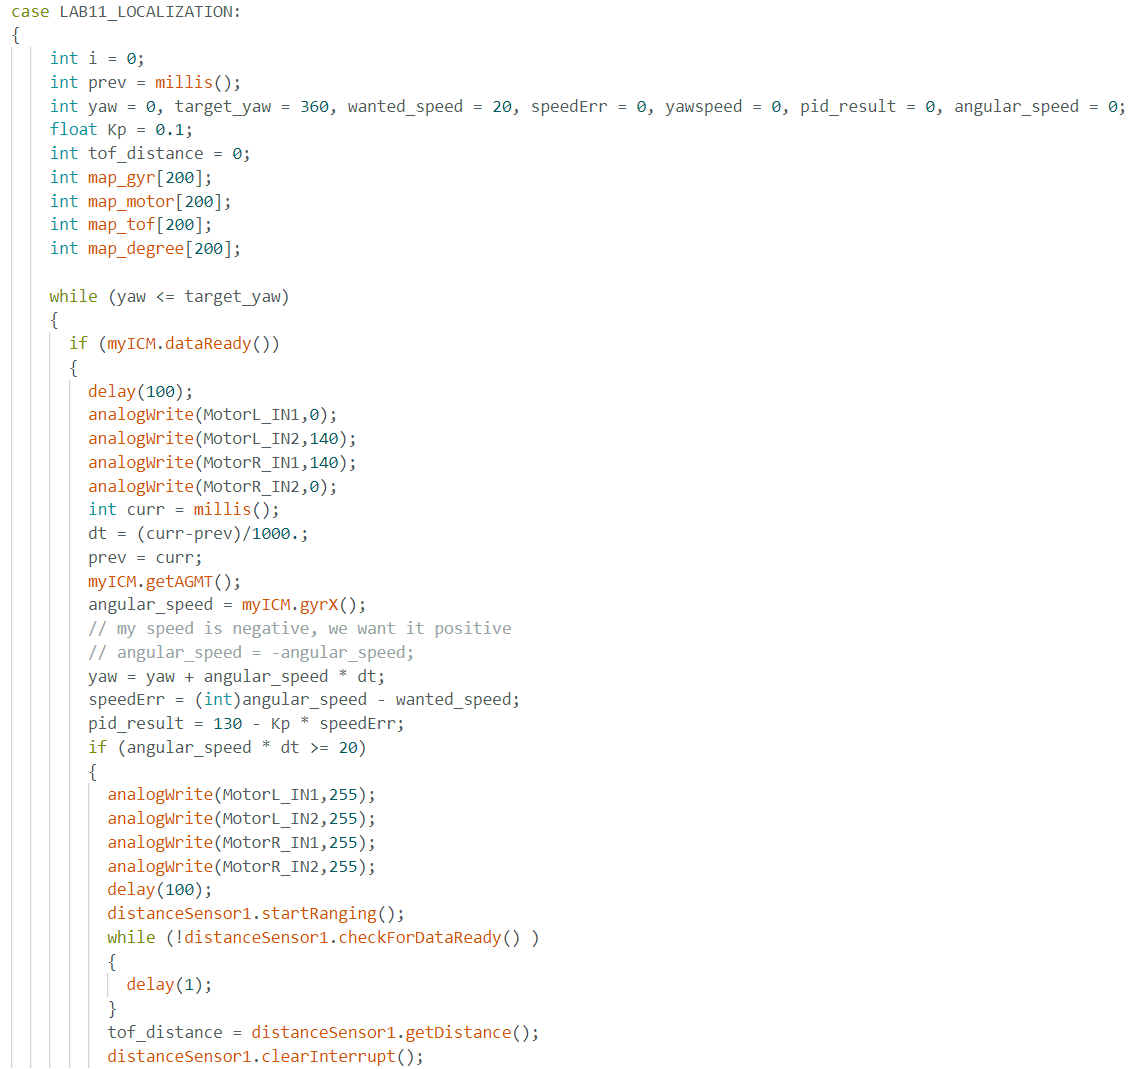 case LAB11_LOCALIZATION:
{
int i = 0;
int prev = millis();
int yaw = 0, target_yaw = 360, wanted_speed = 20, speedErr = 0, yawspeed = 0, pid_result = 0, angular_speed = 0;
float Kp = 0.1;
int tof_distance = 0;
int map_gyr[200];
int map_motor[200];
int map_tof[200];
int map_degree[200];
while (yaw <= target_yaw)
{
if (myICM.dataReady())
{
delay(100);
analogWrite(MotorL_IN1,0);
analogWrite(MotorL_IN2,140);
analogWrite(MotorR_IN1,140);
analogWrite(MotorR_IN2,0);
int curr = millis();
dt = (curr-prev)/1000.;
prev = curr;
myICM.getAGMT();
angular_speed = myICM.gyrX();
// my speed is negative, we want it positive
// angular_speed = -angular_speed;
yaw = yaw + angular_speed * dt;
speedErr = (int)angular_speed - wanted_speed;
pid_result = 130 - Kp * speedErr;
if (angular_speed * dt >= 20)
{
analogWrite(MotorL_IN1,255);
analogWrite(MotorL_IN2,255);
analogWrite(MotorR_IN1,255);
analogWrite(MotorR_IN2,255);
delay(100);
distanceSensor1.startRanging();
while (!distanceSensor1.checkForDataReady() )
{
delay(1);
}
tof_distance = distanceSensor1.getDistance();
distanceSensor1.clearInterrupt();